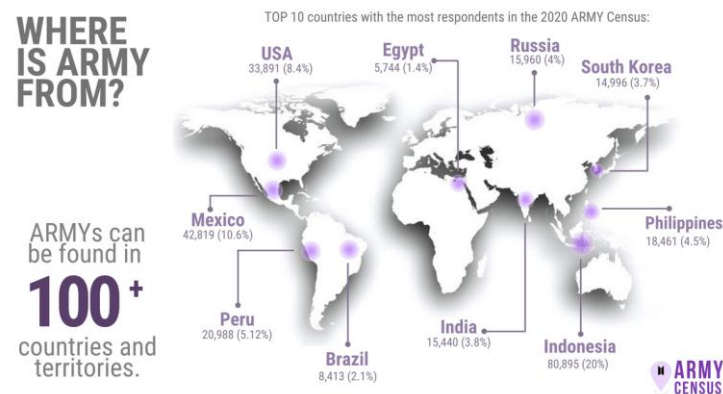 WHERE
IS ARMY
FROM?
TOP 10 countries with the most respondents in the 2020 ARMY Census:
USA
33,891 (8.4%)
Egypt
5,744 (1.4%)
Russia
15,960 (4%)
South Korea
14,996 (3.7%)
Mexico
42,819 (10.6%)
Philippines
18,461 (4.5%)
Peru
20,988 (5.12%)
Brazil
8,413 (2.1%)
India
15,440 (3.8%)
Indonesia
80,895 (20%)
ARMYs can
be found in
100+
countries and
territories.
ARMY
CENSUS